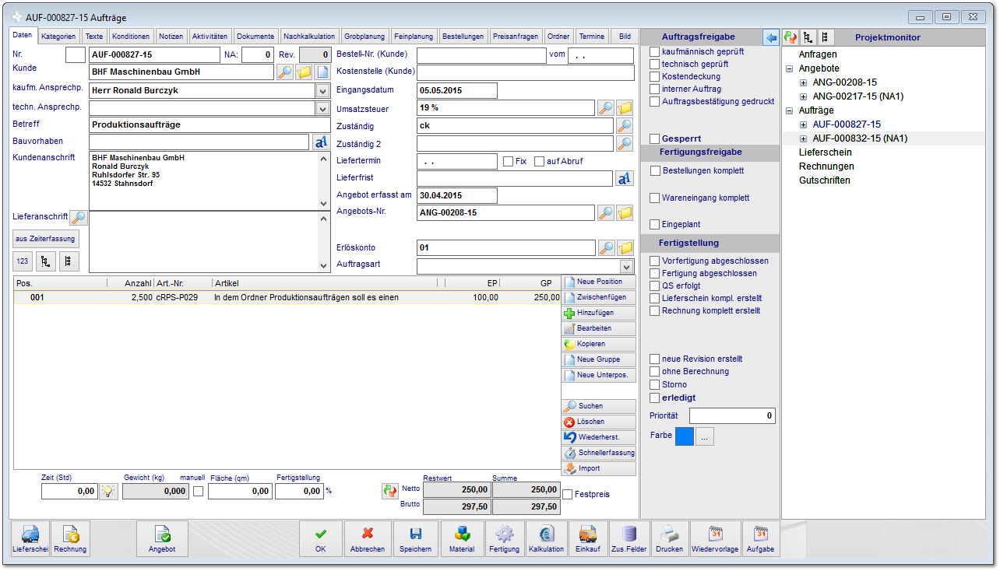 AUF-000827-15 Aufträge
Daten Kategorien Texte Konditionen Notizen Aktivitäten Dokumente Nachkalkulation Grobplanung Feinplanung Bestellungen Preisanfragen Ordner Termine Bild
Nr. AUF-000827-15 NA: 0 Rev. 0
Kunde BHF Maschinenbau GmbH
kaufm. Ansprechp. Herr Ronald Burczyk
techn. Ansprechp.
Betreff Produktionsaufträge
Bauvorhaben
Kundenanschrift
BHF Maschinenbau GmbH
Ronald Burczyk
Ruhlsdorfer Str. 95
14532 Stahnsdorf
Lieferanschrift
aus Zeiterfassung
123
Bestell-Nr. (Kunde) vom . .
Kostenstelle (Kunde)
Eingangsdatum 05.05.2015
Umsatzsteuer 19 %
Zuständig ck
Zuständig 2
Liefertermin . . Fix auf Abruf
Lieferfrist
Angebot erfasst am 30.04.2015
Angebots-Nr. ANG-00208-15
Erlöskonto 01
Auftragsart
Pos. Anzahl Art.-Nr. Artikel EP GP
001 2,500 cRPS-P029 In dem Ordner Produktionsaufträgen soll es einen 100,00 250,00
Neue Position
Zwischenfügen
Hinzufügen
Bearbeiten
Kopieren
Neue Gruppe
Neue Unterpos.
Suchen
Löschen
Wiederherst.
Schnellerfassung
Import
Zeit (Std) Gewicht (kg) manuell Fläche (qm) Fertigstellung Restwert Summe
0,00 0,000 0,00 0,00 % Netto 250,00 250,00 Festpreis
Brutto 297,50 297,50
Auftragsfreigabe
kaufmännisch geprüft
technisch geprüft
Kostendeckung
interner Auftrag
Auftragsbestätigung gedruckt
Gesperrt
Fertigungsfreigabe
Bestellungen komplett
Wareneingang komplett
Eingeplant
Fertigstellung
Vorfertigung abgeschlossen
Fertigung abgeschlossen
QS erfolgt
Lieferschein kompl. erstellt
Rechnung komplett erstellt
neue Revision erstellt
ohne Berechnung
Storno
erledigt
Priorität 0
Farbe ...
Projektmonitor
Anfragen
Angebote
ANG-00208-15
ANG-00217-15 (NA1)
Aufträge
AUF-000827-15
AUF-000832-15 (NA1)
Lieferschein
Rechnungen
Gutschriften
Lieferschei Rechnung Angebot OK Abbrechen Speichern Material Fertigung Kalkulation Einkauf Zus.Felder Drucken Wiedervorlage Aufgabe